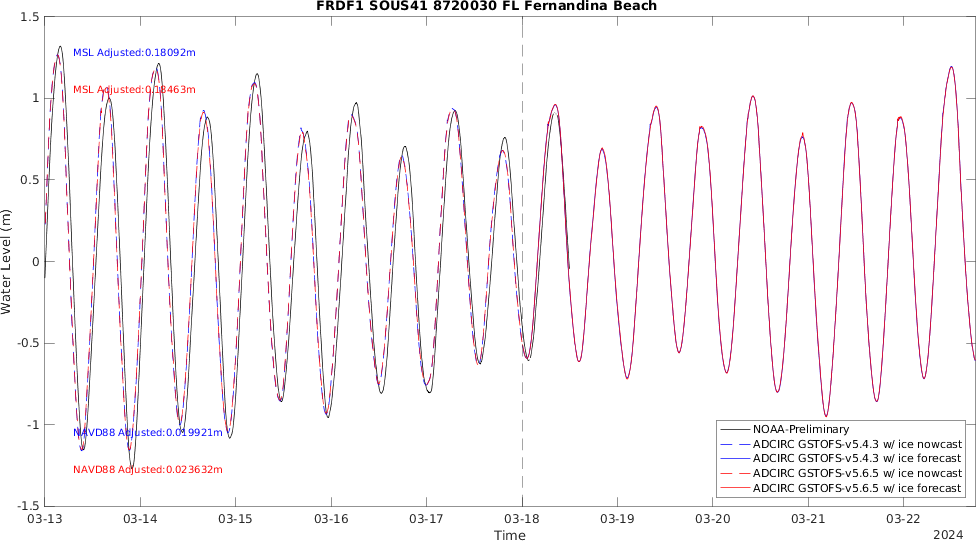 FRDF1 SOUS41 8720030 FL Fernandina Beach
1.5
1
0.5
0
-0.5
-1
-1.5
Water Level (m)
MSL Adjusted:0.18092m
MSL Adjusted:0.18463m
NAVD88 Adjusted:0.019921m
NAVD88 Adjusted:0.023632m
NOAA-Preliminary
ADCIRC GSTOFS-v5.4.3 w/ ice nowcast
ADCIRC GSTOFS-v5.4.3 w/ ice forecast
ADCIRC GSTOFS-v5.6.5 w/ ice nowcast
ADCIRC GSTOFS-v5.6.5 w/ ice forecast
03-13 03-14 03-15 03-16 03-17 03-18 03-19 03-20 03-21 03-22
Time
2024